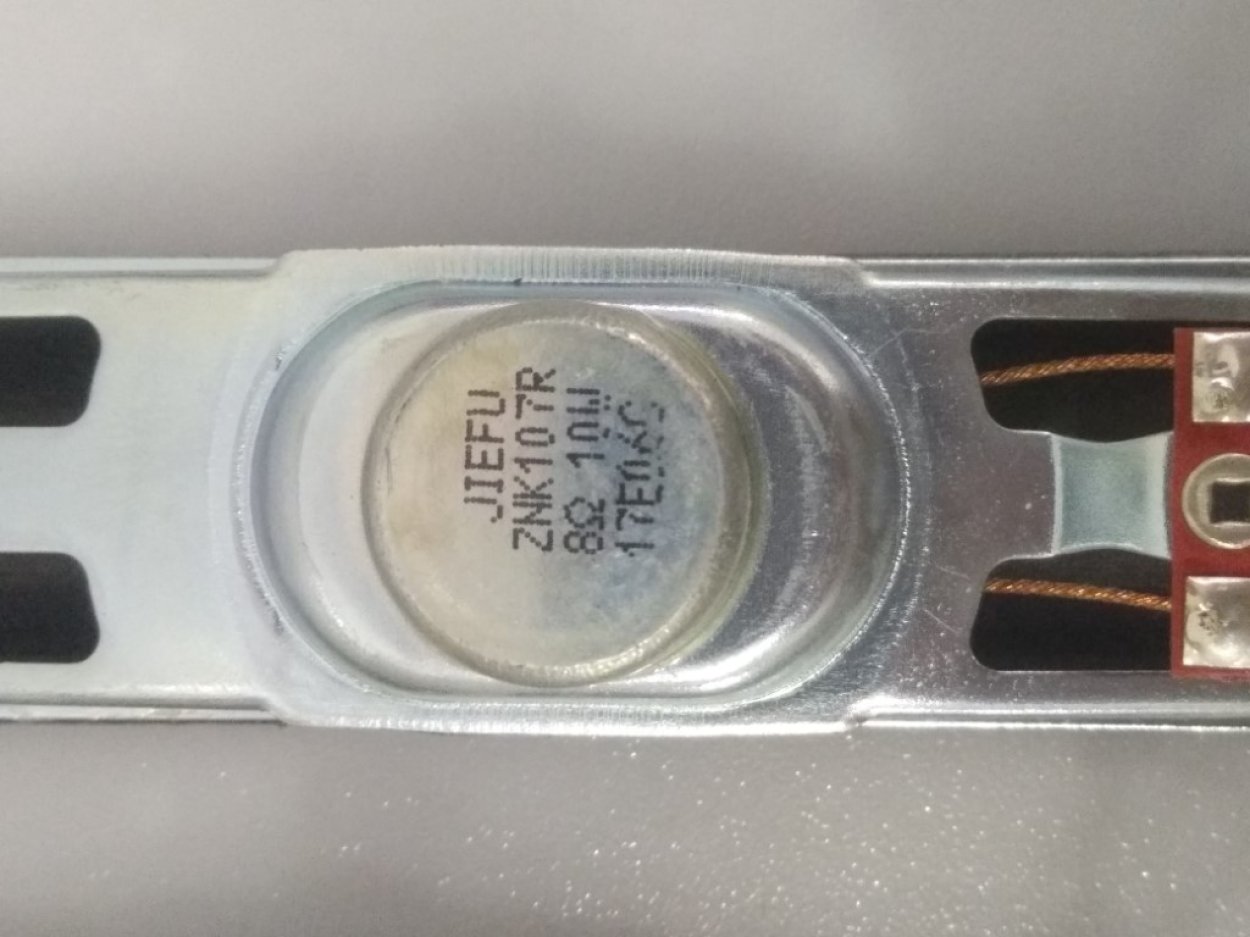 JIEFU
ZNK107R
8Ω 10W